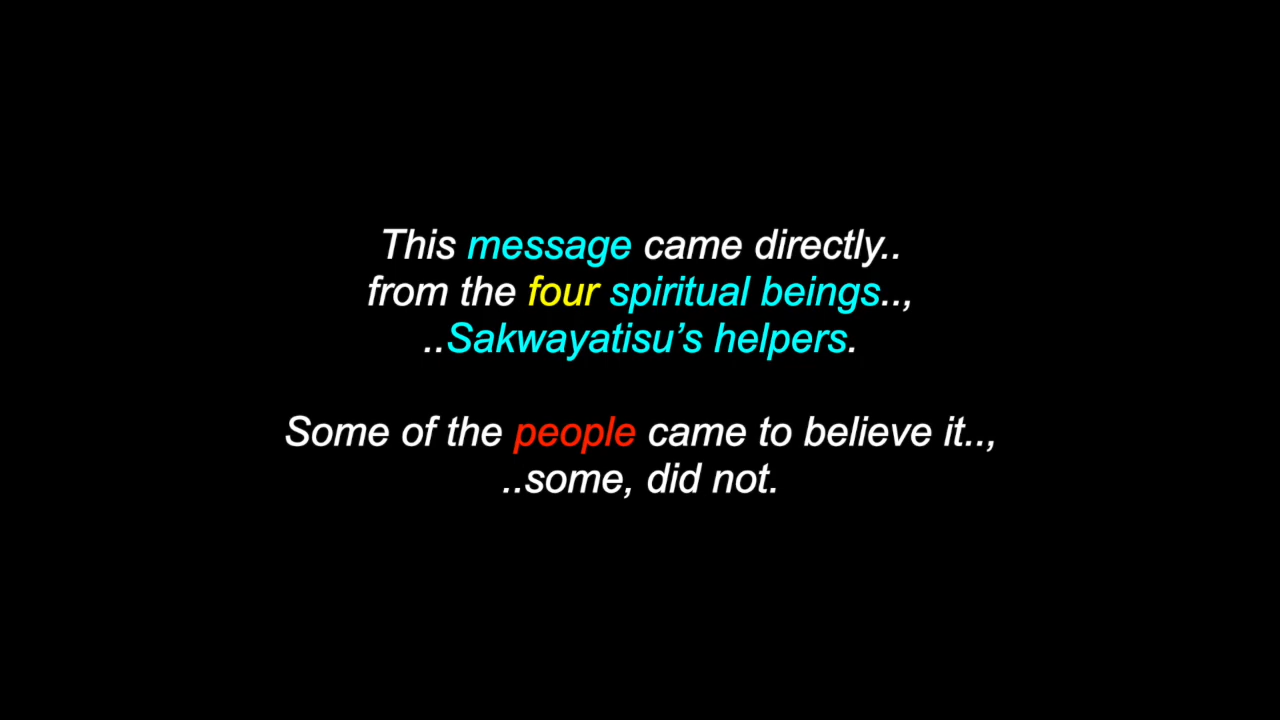 This message came directly..
from the four spiritual beings..,
..Sakwayatisu’s helpers.
Some of the people came to believe it..,
..some, did not.